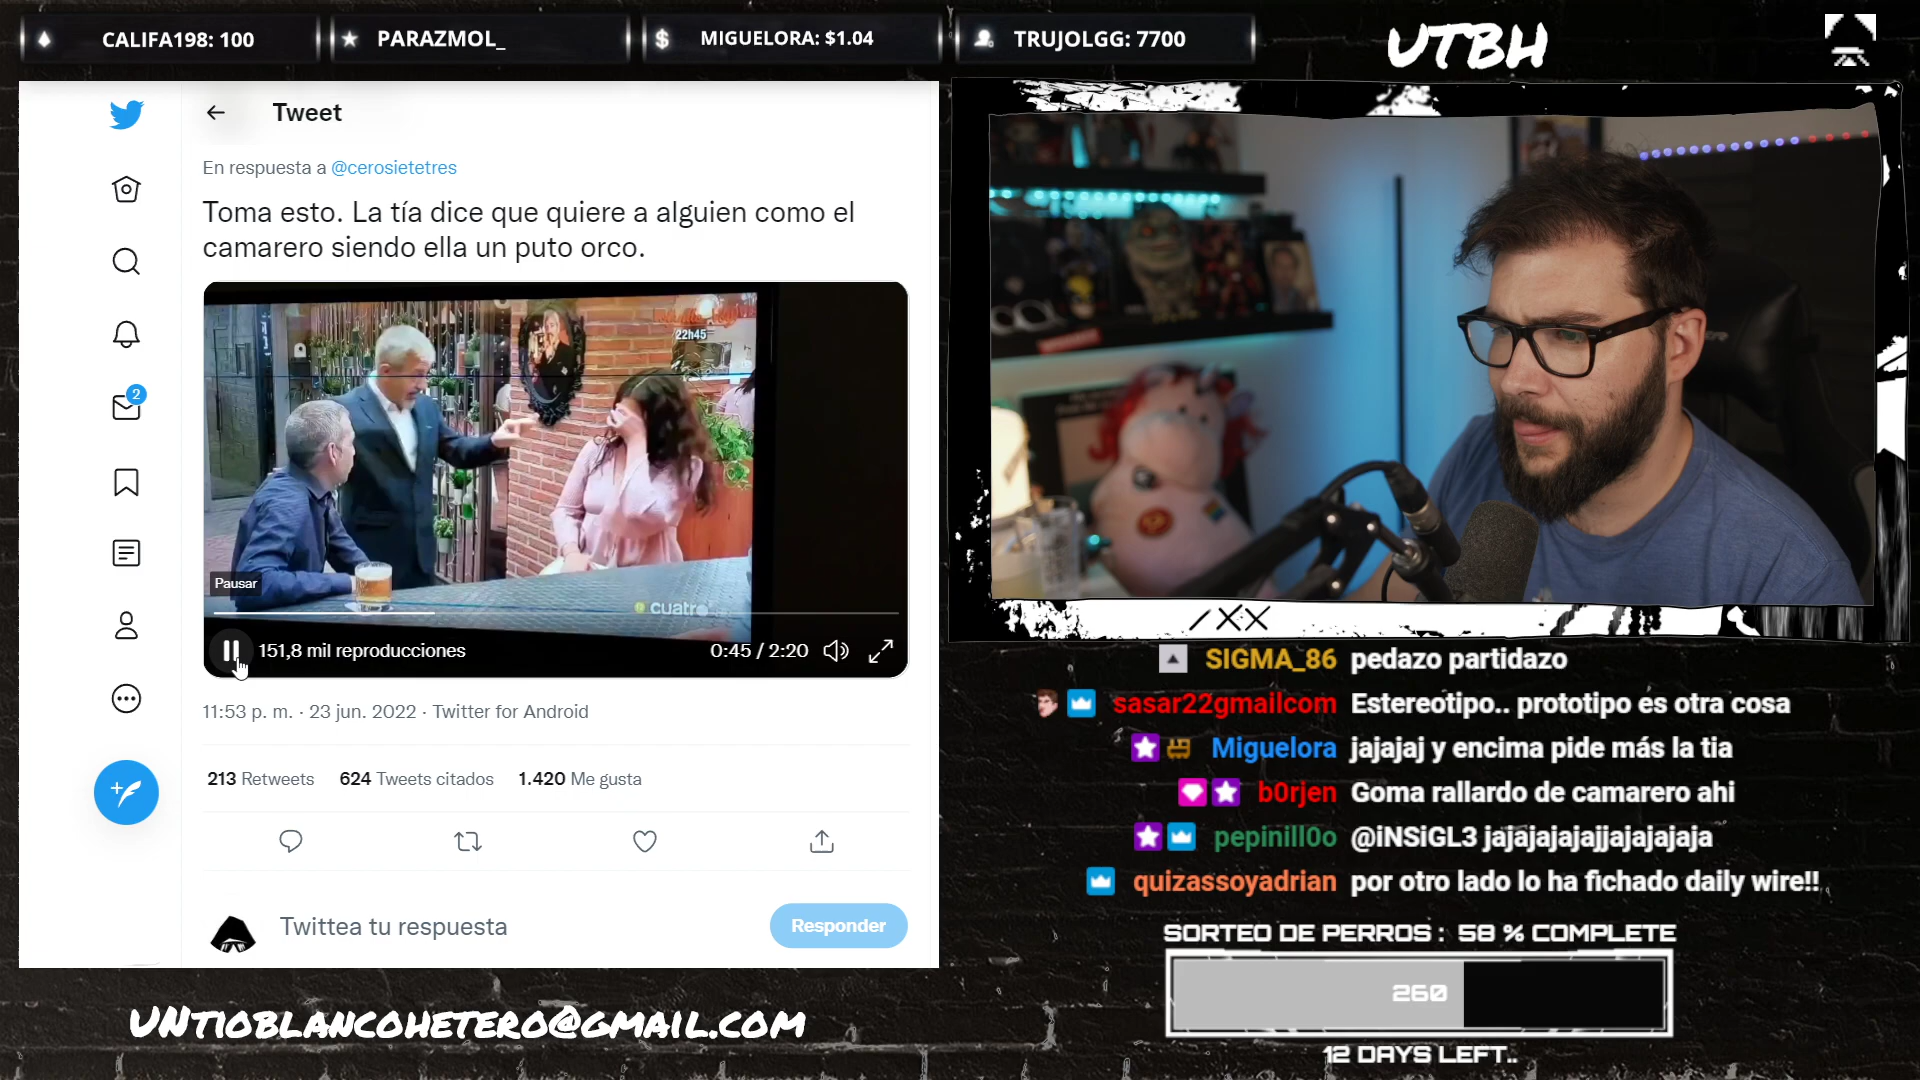 CALIFA198: 100
PARAZMOL_
MIGUELORA: $1.04
TRUJOLGG: 7700
UTBH
Tweet
En respuesta a @cerosietetres
Toma esto. La tía dice que quiere a alguien como el
camarero siendo ella un puto orco.
22h45
Pausar
cuatro
151,8 mil reproducciones
0:45 / 2:20
11:53 p. m. · 23 jun. 2022 · Twitter for Android
213 Retweets 624 Tweets citados 1.420 Me gusta
Twittea tu respuesta
Responder
2
SIGMA_86 pedazo partidazo
sasar22gmailcom Estereotipo.. prototipo es otra cosa
Miguelora jajajaj y encima pide más la tia
b0rjen Goma rallardo de camarero ahi
pepinill0o @iNSiGL3 jajajajajajjajajajaja
quizassoyadrian por otro lado lo ha fichado daily wire!!
SORTEO DE PERROS : 58 % COMPLETE
260
12 DAYS LEFT..
UNTIOBLANCOHETERO@GMAIL.COM